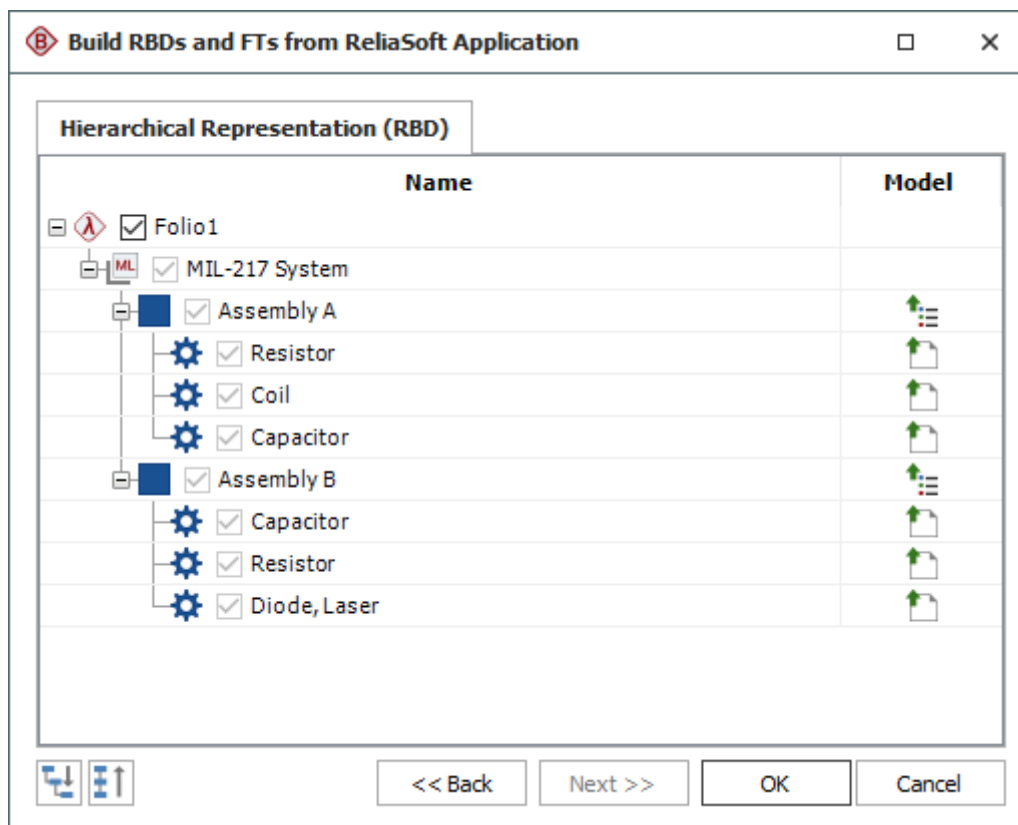 B Build RBDs and FTs from ReliaSoft Application
Hierarchical Representation (RBD)
Name Model
λ Folio1
ML MIL-217 System
Assembly A
Resistor
Coil
Capacitor
Assembly B
Capacitor
Resistor
Diode, Laser
<< Back Next >> OK Cancel